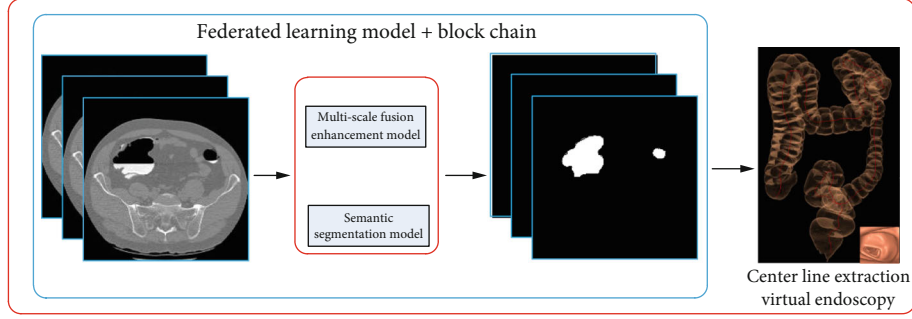 Federated learning model + block chain
Multi-scale fusion
enhancement model
Semantic
segmentation model
Center line extraction
virtual endoscopy